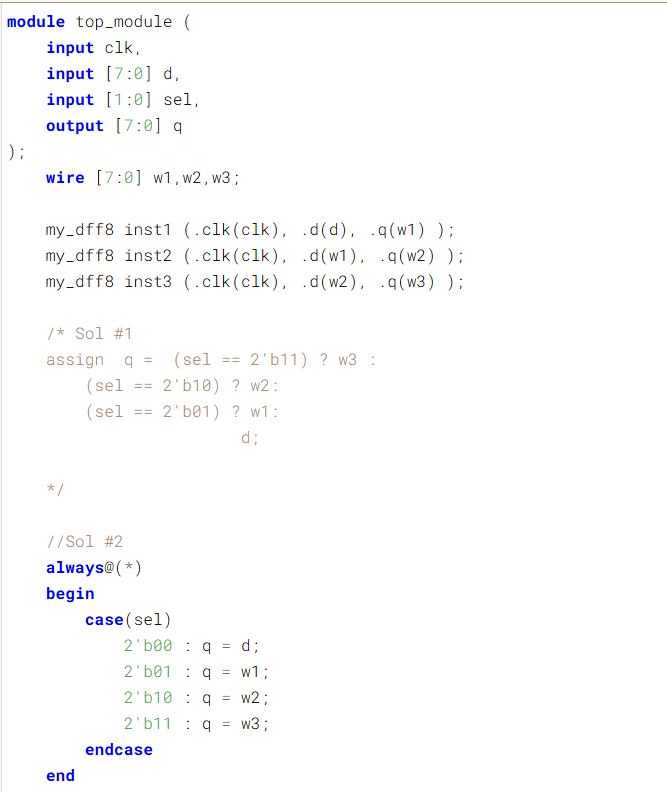 module top_module (
    input clk,
    input [7:0] d,
    input [1:0] sel,
    output [7:0] q
);
    wire [7:0] w1,w2,w3;

    my_dff8 inst1 (.clk(clk), .d(d), .q(w1) );
    my_dff8 inst2 (.clk(clk), .d(w1), .q(w2) );
    my_dff8 inst3 (.clk(clk), .d(w2), .q(w3) );

    /* Sol #1
    assign  q =  (sel == 2'b11) ? w3 :
        (sel == 2'b10) ? w2:
        (sel == 2'b01) ? w1:
                        d;

    */

    //Sol #2
    always@(*)
    begin
        case(sel)
            2'b00 : q = d;
            2'b01 : q = w1;
            2'b10 : q = w2;
            2'b11 : q = w3;
        endcase
    end